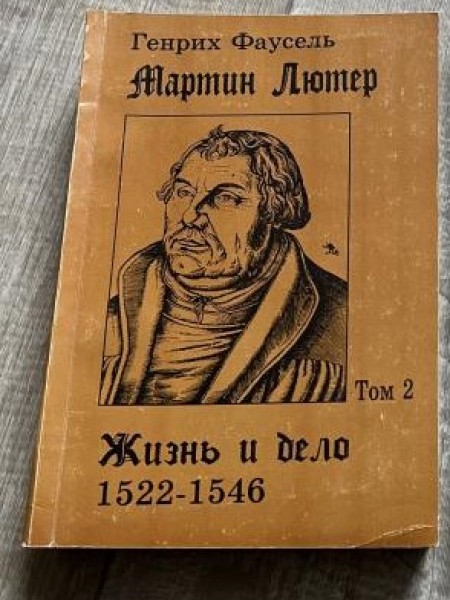 Генрих Фаусель
Мартин Лютер
Том 2
Жизнь и дело
1522-1546